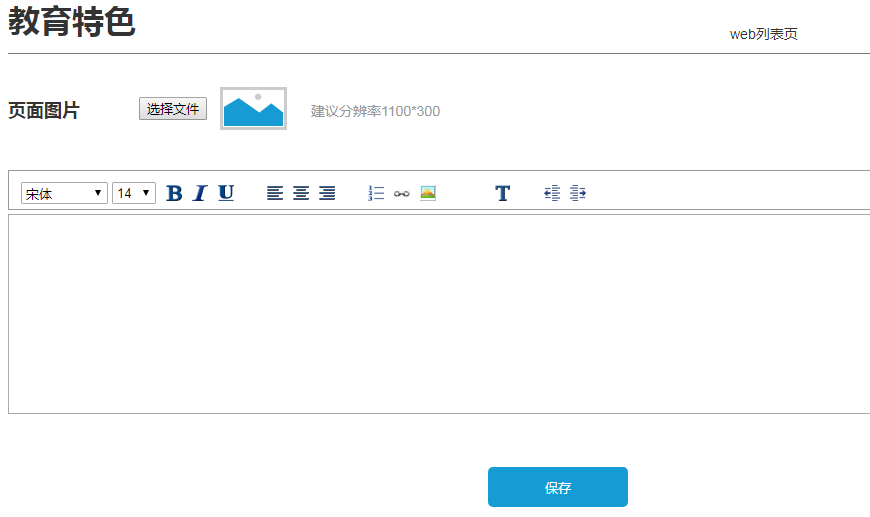 教育特色
web列表页
页面图片 选择文件 建议分辨率1100*300
宋体 14 B I U T
保存